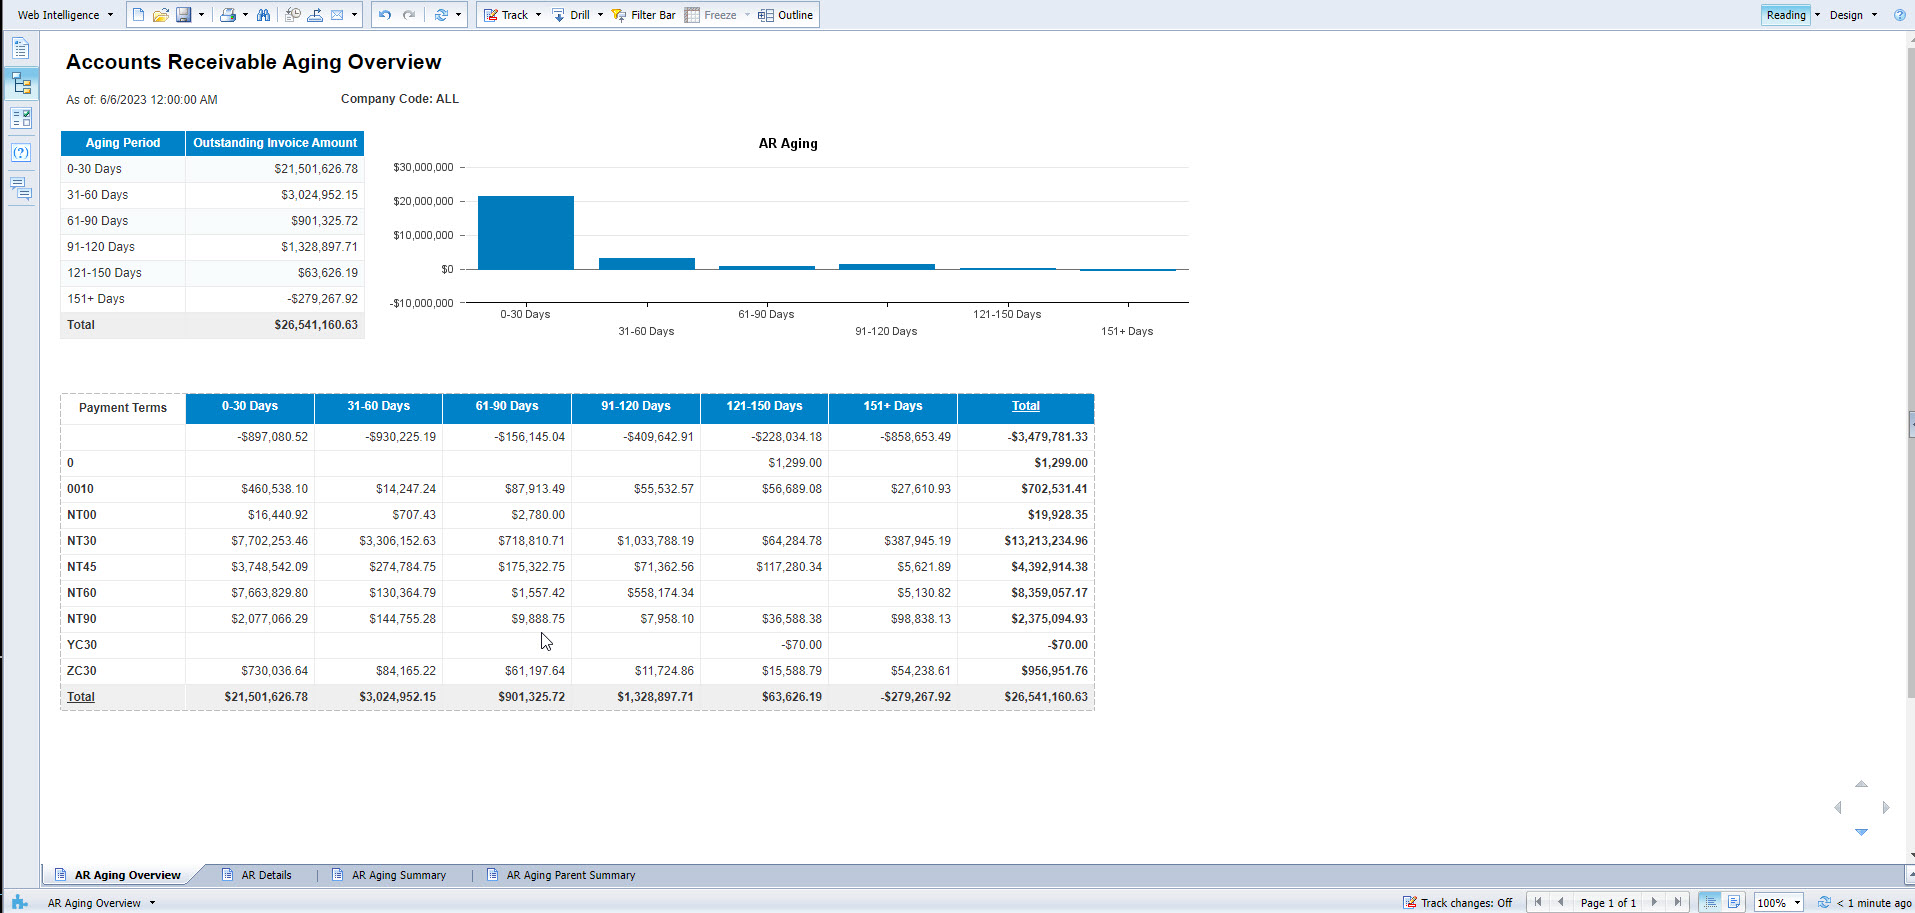 Web Intelligence Track Drill Filter Bar Freeze Outline Reading Design
Accounts Receivable Aging Overview
As of: 6/6/2023 12:00:00 AM Company Code: ALL
Aging Period Outstanding Invoice Amount
0-30 Days $21,501,626.78
31-60 Days $3,024,952.15
61-90 Days $901,325.72
91-120 Days $1,328,897.71
121-150 Days $63,626.19
151+ Days -$279,267.92
Total $26,541,160.63
AR Aging
$30,000,000
$20,000,000
$10,000,000
$0
-$10,000,000
0-30 Days 61-90 Days 121-150 Days
31-60 Days 91-120 Days 151+ Days
Payment Terms 0-30 Days 31-60 Days 61-90 Days 91-120 Days 121-150 Days 151+ Days Total
-$897,080.52 -$930,225.19 -$156,145.04 -$409,642.91 -$228,034.18 -$858,653.49 -$3,479,781.33
0 $1,299.00 $1,299.00
0010 $460,538.10 $14,247.24 $87,913.49 $55,532.57 $56,689.08 $27,610.93 $702,531.41
NT00 $16,440.92 $707.43 $2,780.00 $19,928.35
NT30 $7,702,253.46 $3,306,152.63 $718,810.71 $1,033,788.19 $64,284.78 $387,945.19 $13,213,234.96
NT45 $3,748,542.09 $274,784.75 $175,322.75 $71,362.56 $117,280.34 $5,621.89 $4,392,914.38
NT60 $7,663,829.80 $130,364.79 $1,557.42 $558,174.34 $5,130.82 $8,359,057.17
NT90 $2,077,066.29 $144,755.28 $9,888.75 $7,958.10 $36,588.38 $98,838.13 $2,375,094.93
YC30 -$70.00 -$70.00
ZC30 $730,036.64 $84,165.22 $61,197.64 $11,724.86 $15,588.79 $54,238.61 $956,951.76
Total $21,501,626.78 $3,024,952.15 $901,325.72 $1,328,897.71 $63,626.19 -$279,267.92 $26,541,160.63
AR Aging Overview AR Details AR Aging Summary AR Aging Parent Summary
AR Aging Overview Track changes: Off Page 1 of 1 100% < 1 minute ago